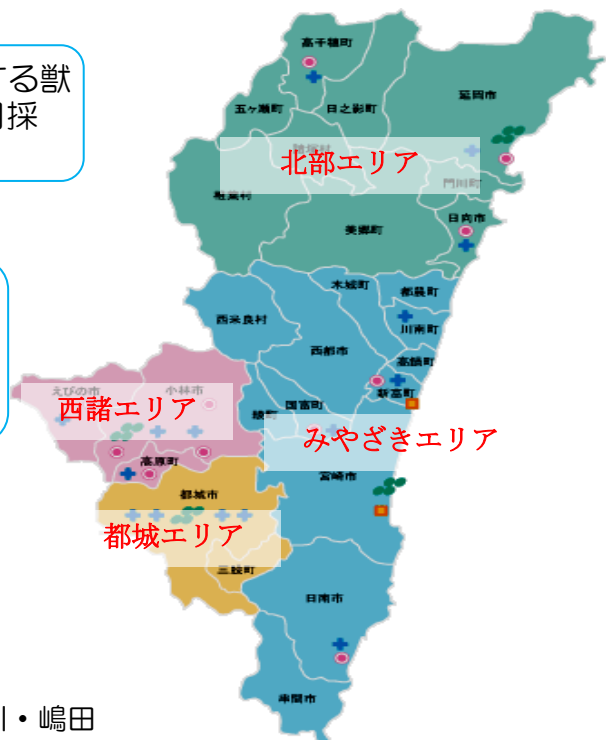 する獣
採
高千穂町
延岡市
五ヶ瀬町
日之影町
諸塚村
北部エリア
門川町
椎葉村
日向市
美郷町
木城町
都農町
西米良村
川南町
西都市
高鍋町
えびの市
小林市
新富町
西諸エリア
国富町
綾町
みやざきエリア
高原町
宮崎市
都城市
都城エリア
三股町
日南市
串間市
・嶋田